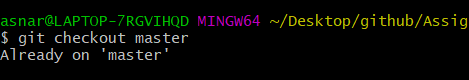 asnar@LAPTOP-7RGVIHQD MINGW64 ~/Desktop/github/Assig
$ git checkout master
Already on 'master'